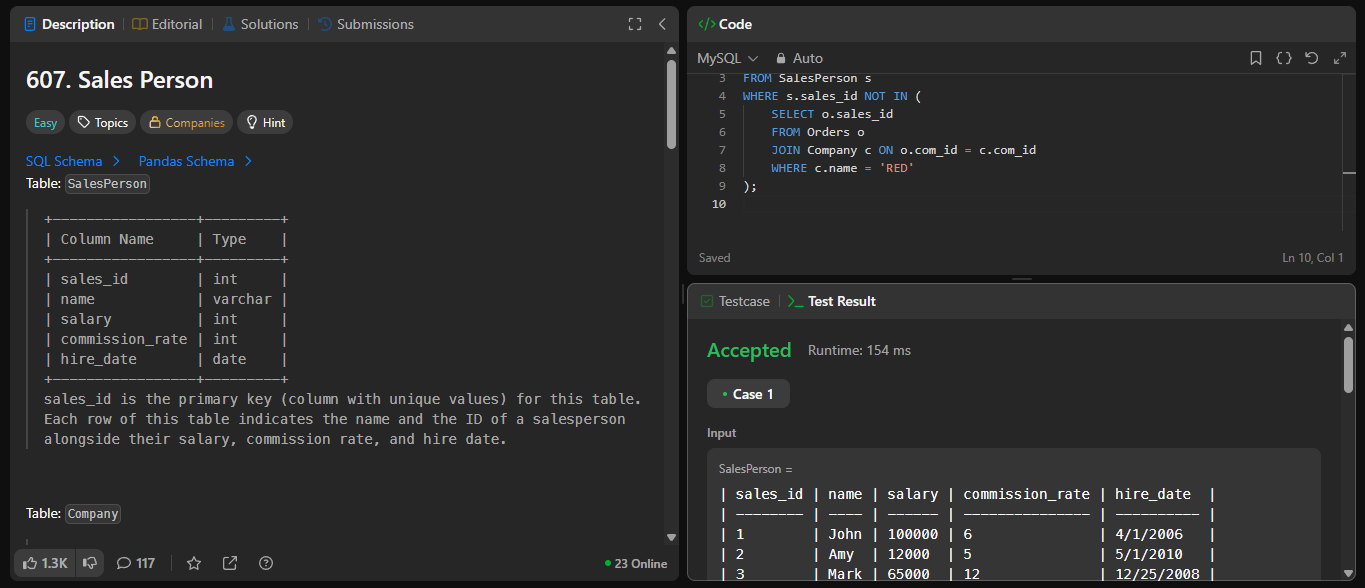 Description | Editorial | Solutions | Submissions
607. Sales Person
Easy Topics Companies Hint
SQL Schema > Pandas Schema >
Table: SalesPerson
+-----------------+---------+
| Column Name     | Type    |
+-----------------+---------+
| sales_id        | int     |
| name            | varchar |
| salary          | int     |
| commission_rate | int     |
| hire_date       | date    |
+-----------------+---------+
sales_id is the primary key (column with unique values) for this table.
Each row of this table indicates the name and the ID of a salesperson
alongside their salary, commission rate, and hire date.
Table: Company
1.3K 117
23 Online
</> Code
MySQL Auto
3 FROM SalesPerson s
4 WHERE s.sales_id NOT IN (
5     SELECT o.sales_id
6     FROM Orders o
7     JOIN Company c ON o.com_id = c.com_id
8     WHERE c.name = 'RED'
9 );
10
Saved
Ln 10, Col 1
Testcase | >_ Test Result
Accepted Runtime: 154 ms
• Case 1
Input
SalesPerson =
| sales_id | name | salary | commission_rate | hire_date  |
| -------- | ---- | ------ | --------------- | ---------- |
| 1        | John | 100000 | 6               | 4/1/2006   |
| 2        | Amy  | 12000  | 5               | 5/1/2010   |
| 3        | Mark | 65000  | 12              | 12/25/2008 |